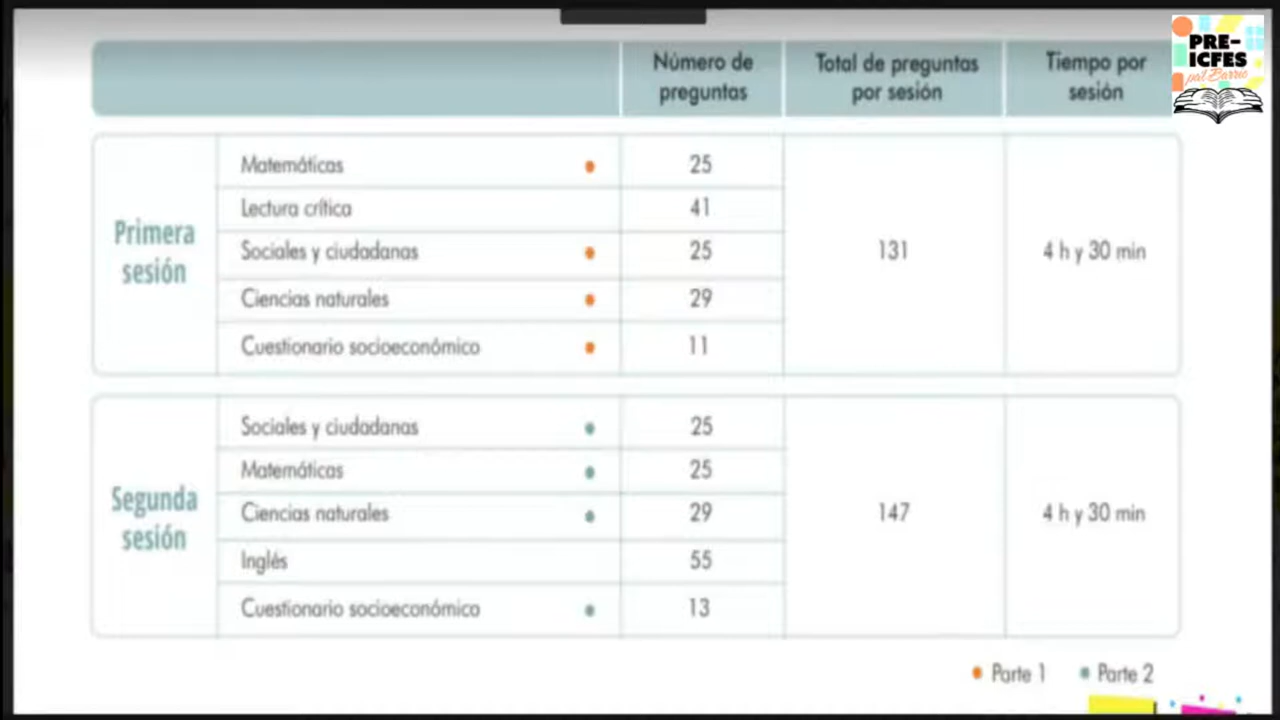 PRE-
ICFES
pa'l Barrio
Número de preguntas
Total de preguntas por sesión
Tiempo por sesión
Primera sesión
Matemáticas 25
Lectura crítica 41
Sociales y ciudadanas 25
Ciencias naturales 29
Cuestionario socioeconómico 11
131
4 h y 30 min
Segunda sesión
Sociales y ciudadanas 25
Matemáticas 25
Ciencias naturales 29
Inglés 55
Cuestionario socioeconómico 13
147
4 h y 30 min
Parte 1 Parte 2